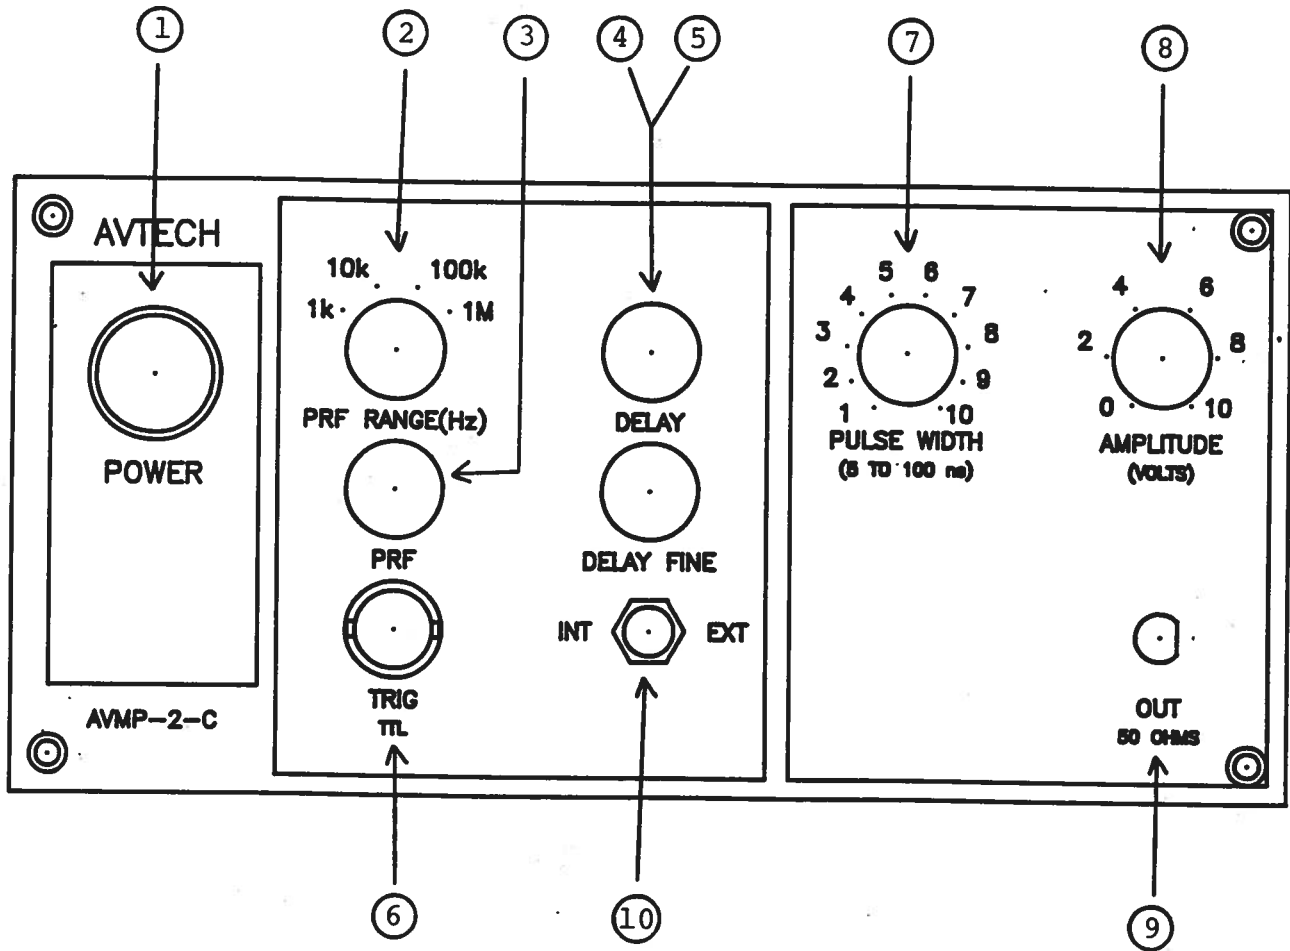 1 2 3 4 5 7 8
AVTECH
POWER
AVMP-2-C
1k 10k 100k 1M
PRF RANGE(Hz)
PRF
TRIG
TTL
DELAY
DELAY FINE
INT EXT
1 2 3 4 5 6 7 8 9 10
PULSE WIDTH
(5 TO 100 ns)
0 2 4 6 8 10
AMPLITUDE
(VOLTS)
OUT
50 OHMS
6 10 9